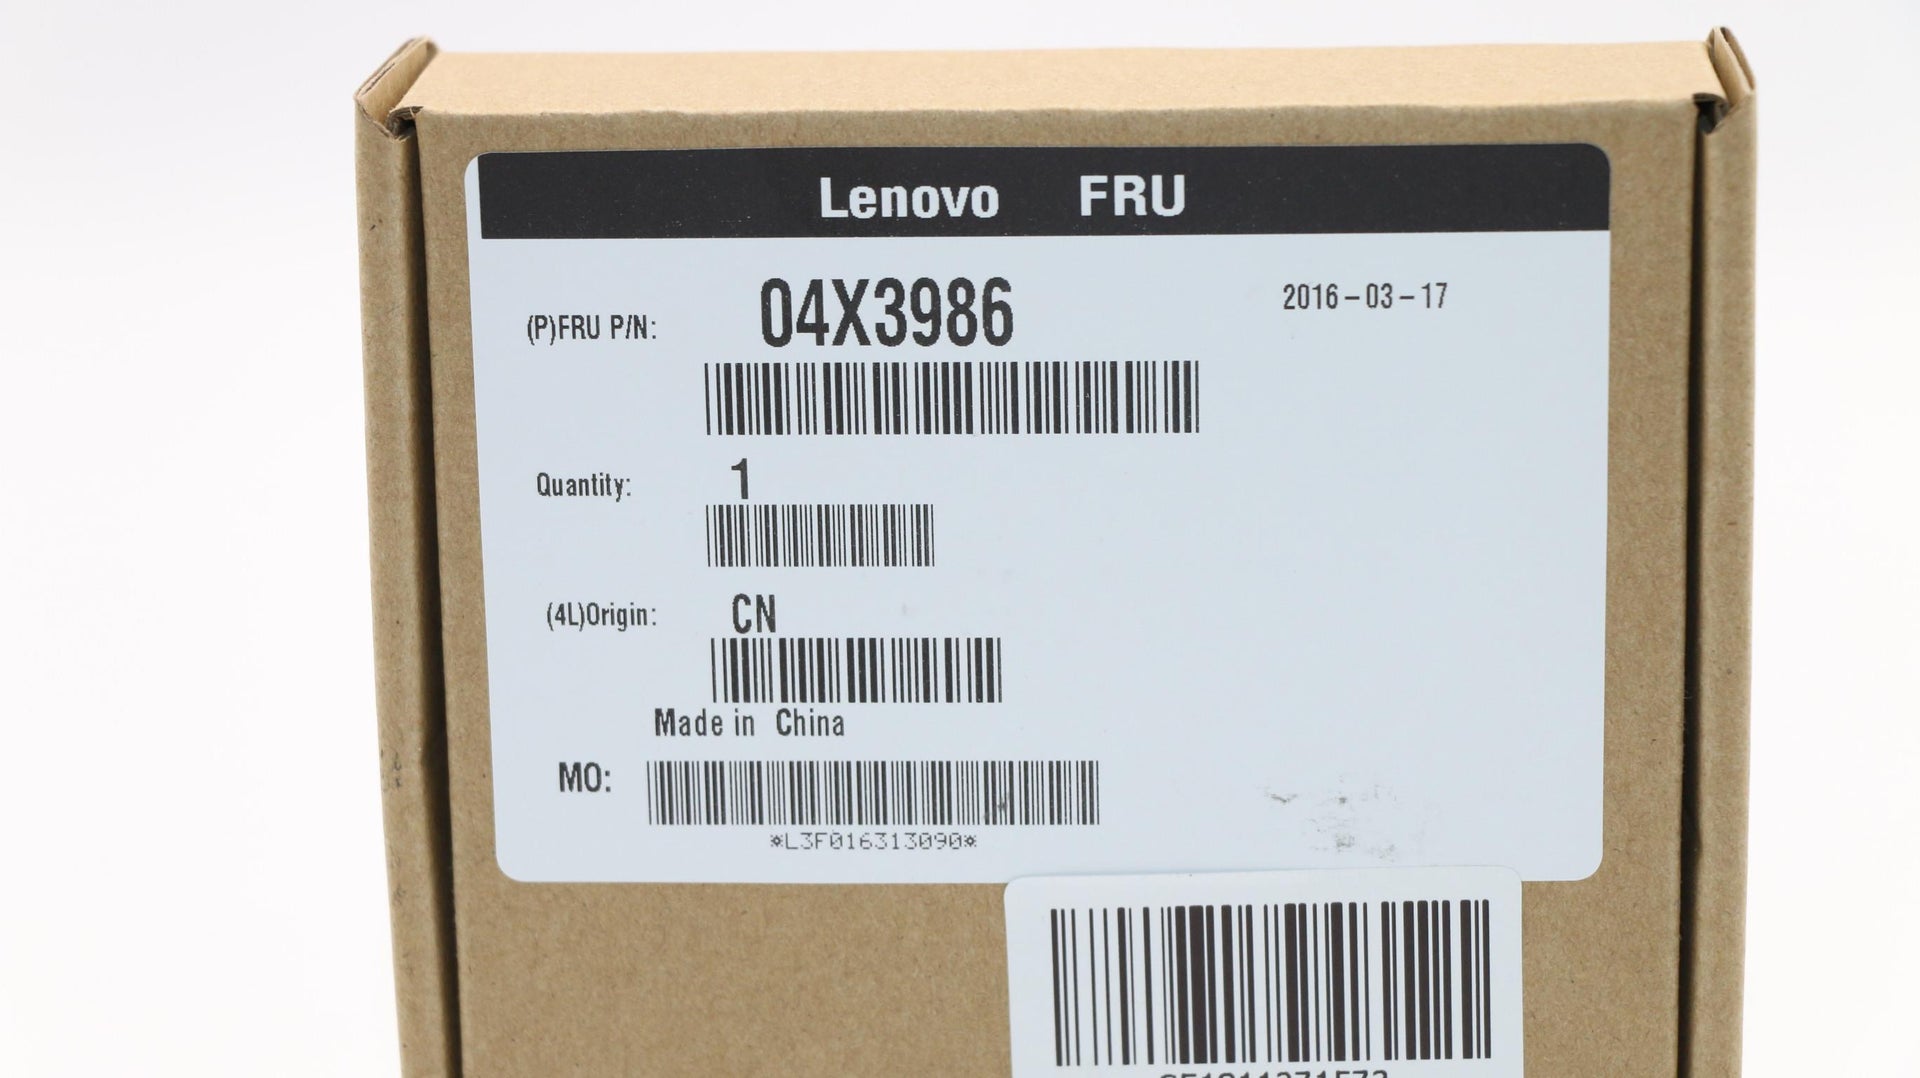 Lenovo FRU
(P)FRU P/N: 04X3986 2016-03-17
Quantity: 1
(4L)Origin: CN
Made in China
MO:
*L3F016313090*